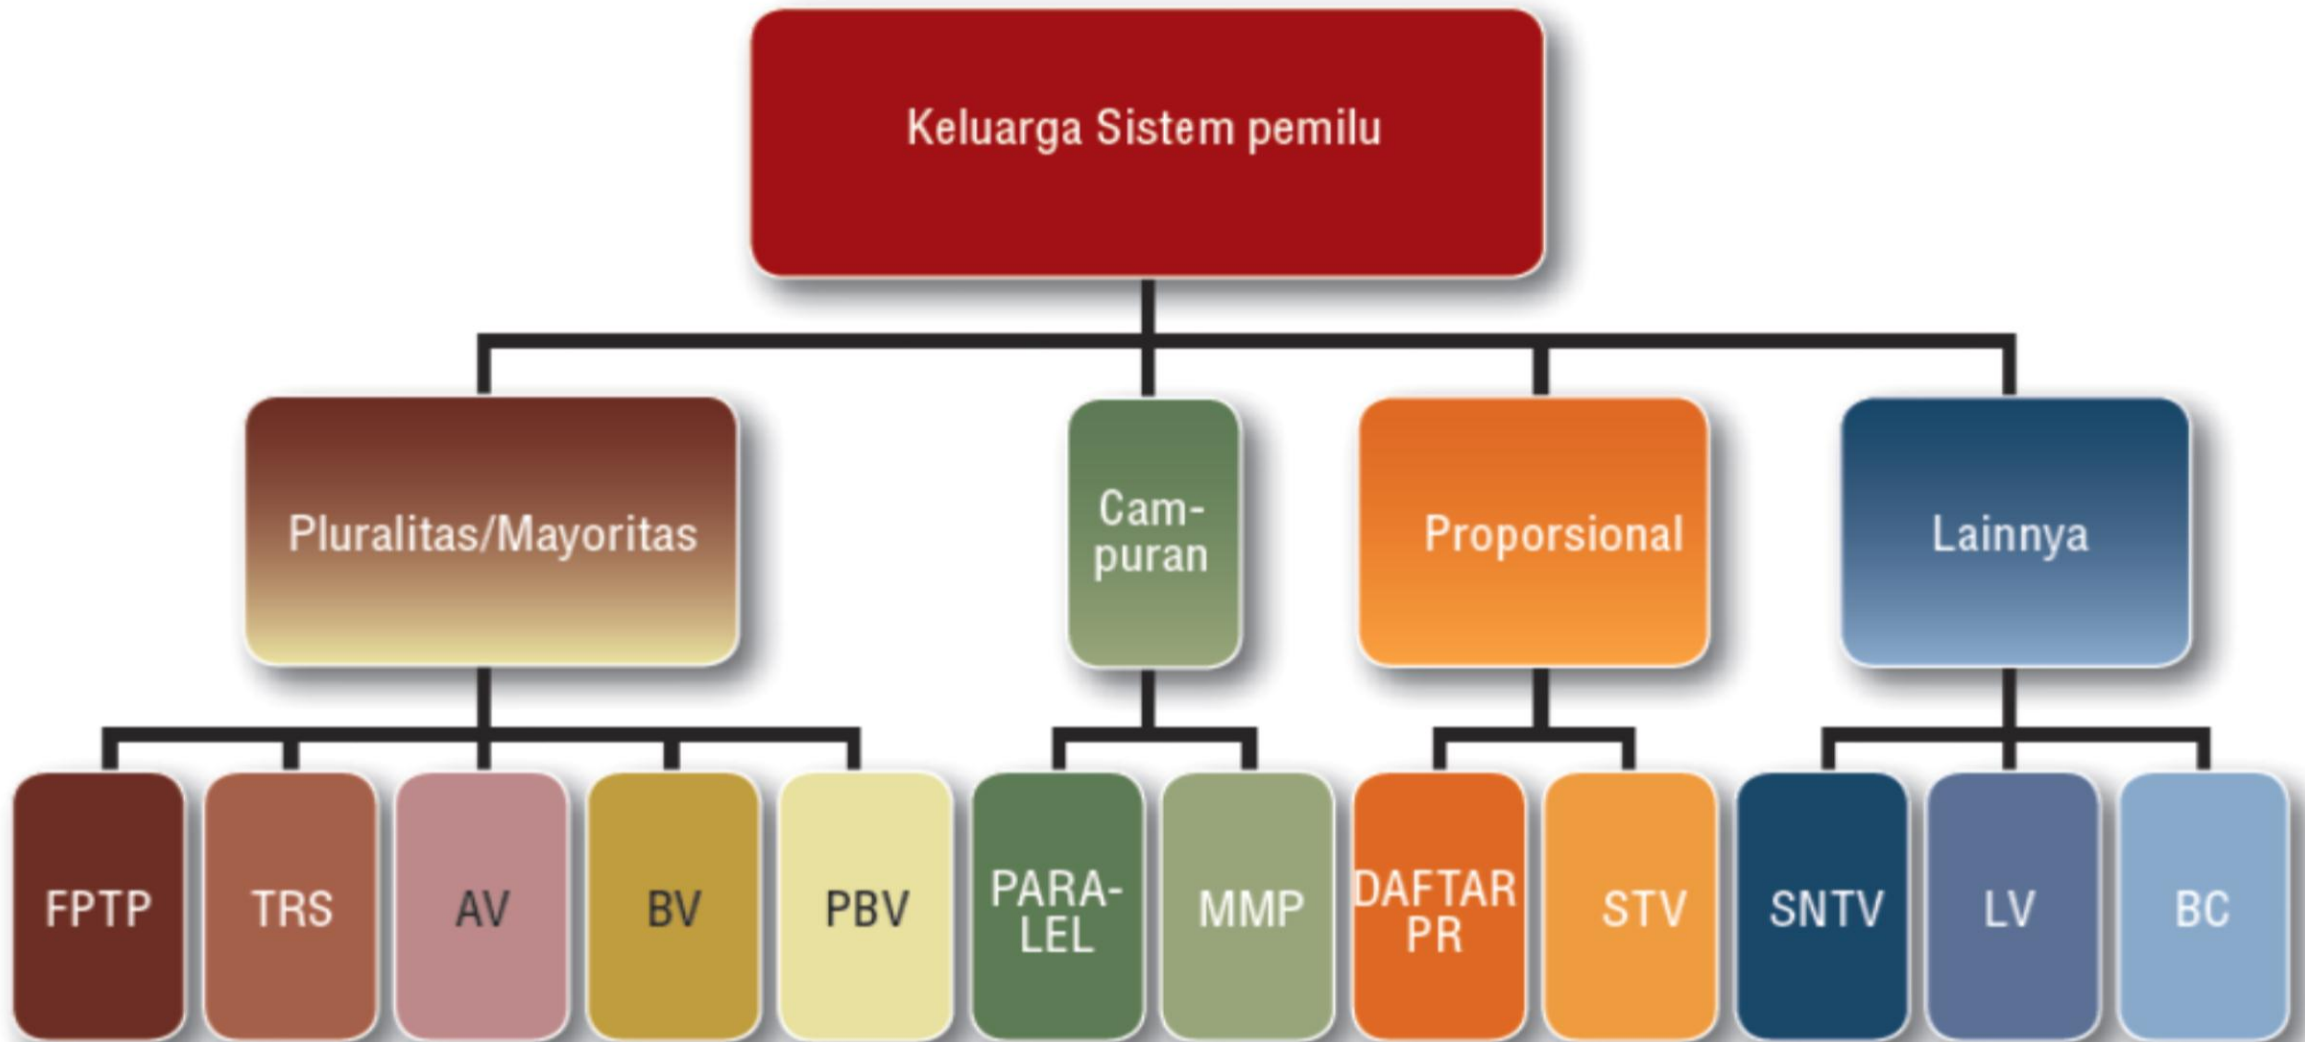 Keluarga Sistem pemilu
Pluralitas/Mayoritas
Cam-
puran
Proporsional
Lainnya
FPTP
TRS
AV
BV
PBV
PARA-
LEL
MMP
DAFTAR
PR
STV
SNTV
LV
BC